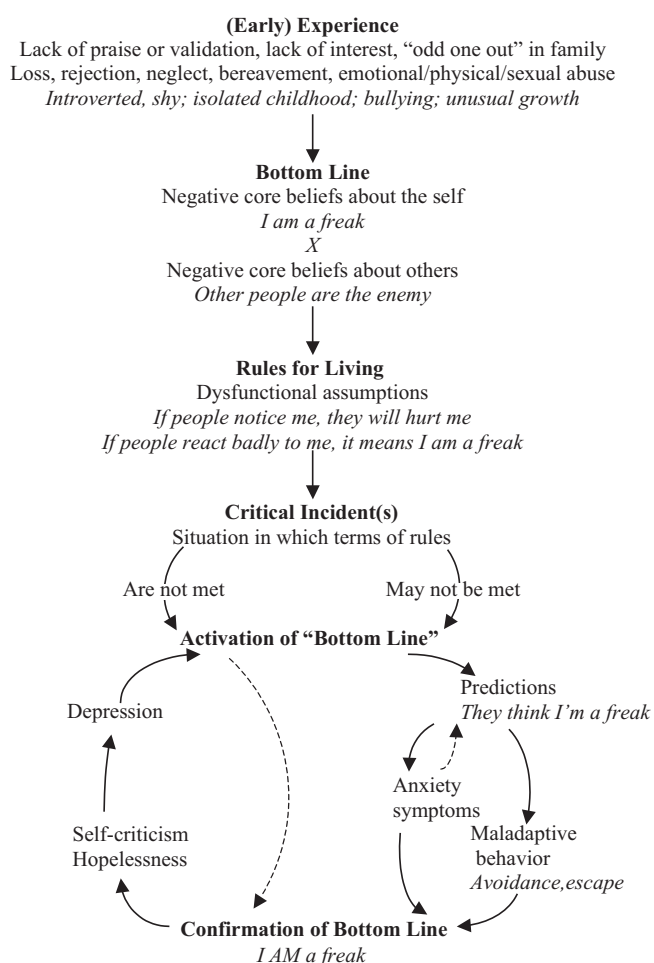 (Early) Experience
Lack of praise or validation, lack of interest, “odd one out” in family
Loss, rejection, neglect, bereavement, emotional/physical/sexual abuse
Introverted, shy; isolated childhood; bullying; unusual growth
Bottom Line
Negative core beliefs about the self
I am a freak
X
Negative core beliefs about others
Other people are the enemy
Rules for Living
Dysfunctional assumptions
If people notice me, they will hurt me
If people react badly to me, it means I am a freak
Critical Incident(s)
Situation in which terms of rules
Are not met
May not be met
Activation of “Bottom Line”
Predictions
They think I’m a freak
Depression
Anxiety
symptoms
Maladaptive
behavior
Avoidance,escape
Self-criticism
Hopelessness
Confirmation of Bottom Line
I AM a freak